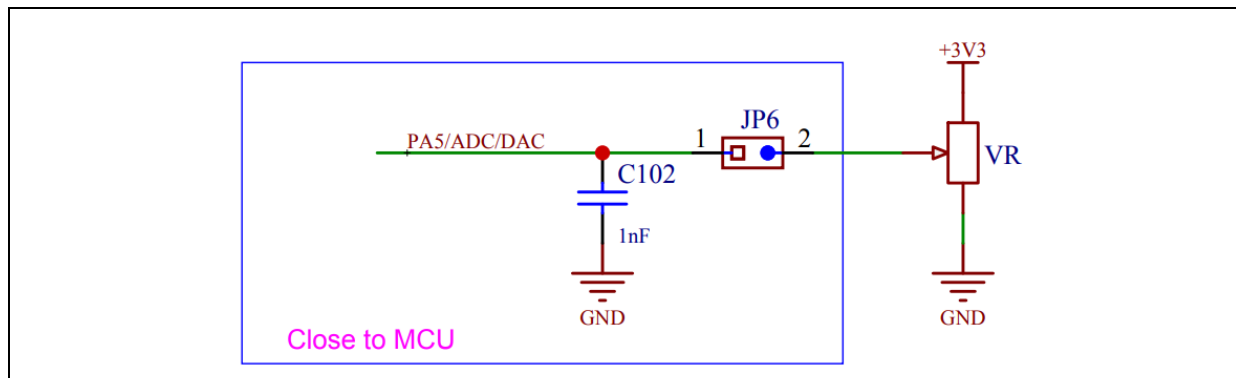 +3V3
JP6
PA5/ADC/DAC
1
2
C102
VR
1nF
GND
GND
Close to MCU